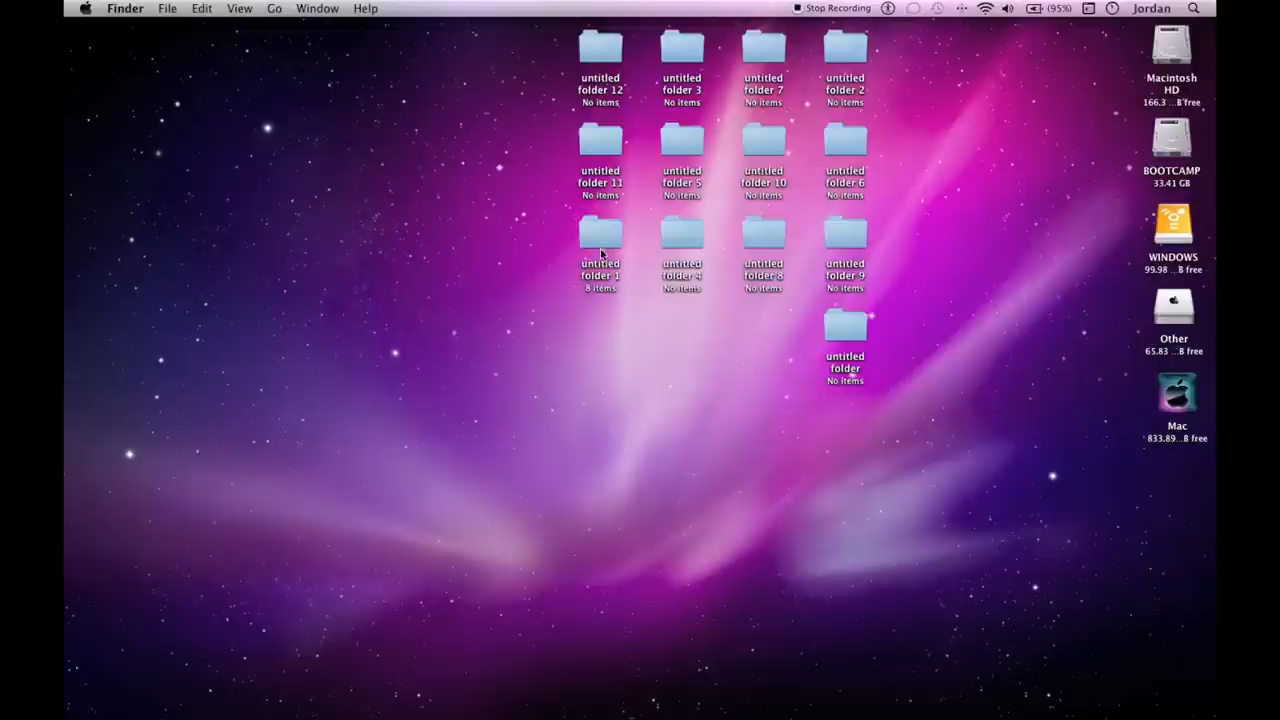 Finder File Edit View Go Window Help
Stop Recording (95%) Jordan
untitled
folder 12
No items
untitled
folder 3
No items
untitled
folder 7
No items
untitled
folder 2
No items
untitled
folder 11
No items
untitled
folder 5
No items
untitled
folder 10
No items
untitled
folder 6
No items
untitled
folder 1
8 items
untitled
folder 4
No items
untitled
folder 8
No items
untitled
folder 9
No items
untitled
folder
No items
Macintosh
HD
166.3 ...B free
BOOTCAMP
33.41 GB
WINDOWS
99.98 ...B free
Other
65.83 ...B free
Mac
833.89...B free